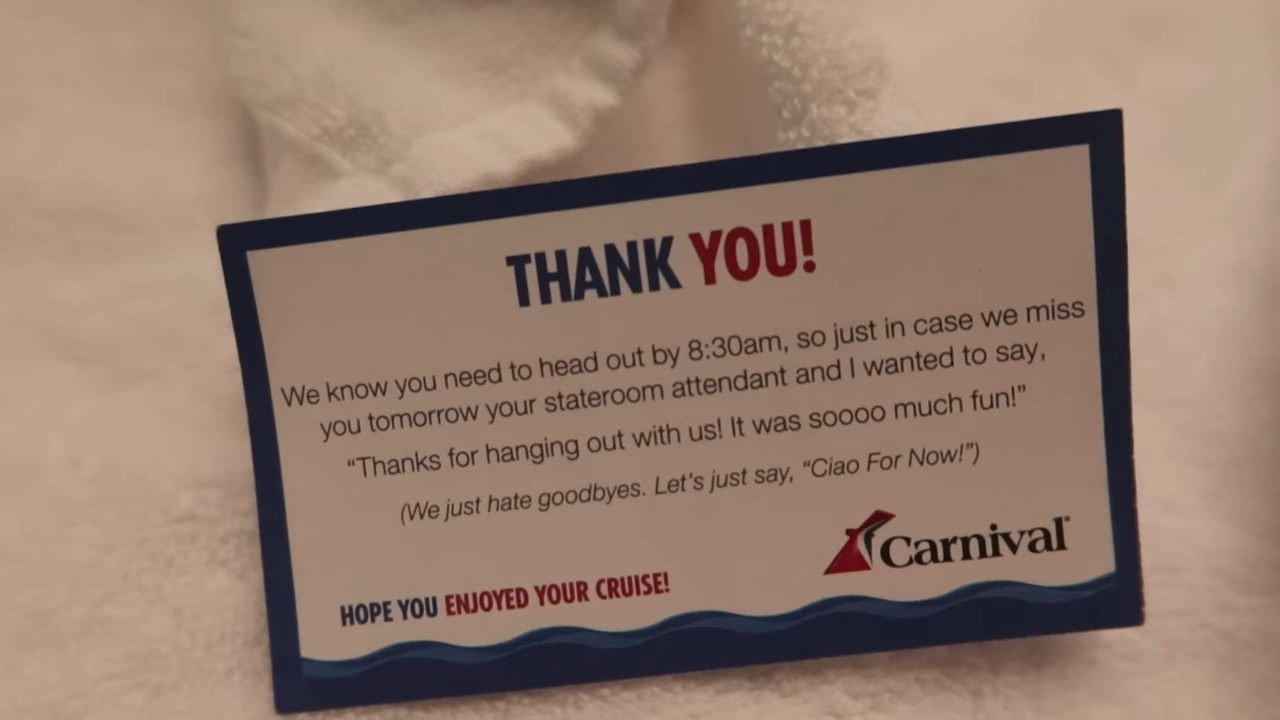 THANK YOU!
We know you need to head out by 8:30am, so just in case we miss
you tomorrow your stateroom attendant and I wanted to say,
“Thanks for hanging out with us! It was soooo much fun!”
(We just hate goodbyes. Let’s just say, “Ciao For Now!”)
Carnival®
HOPE YOU ENJOYED YOUR CRUISE!